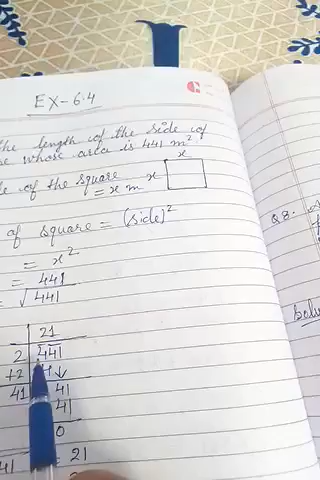 EX-6.4
the length of the side of
whose area is 441 m²
x
of the square x
= x m
of square = (side)²
= x²
= 441
= √441
21
2 441
+2 4↓
41 41
41
0
41 = 21
Q8.